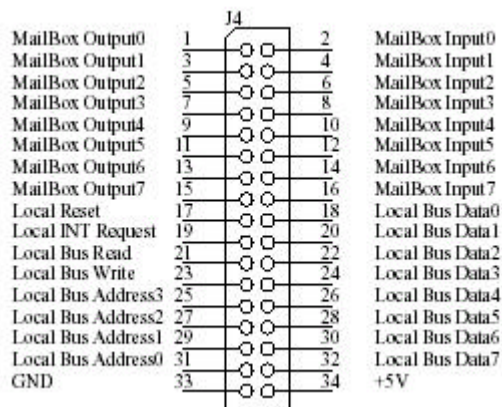 J4
MailBox Output0 1 2 MailBox Input0
MailBox Output1 3 4 MailBox Input1
MailBox Output2 5 6 MailBox Input2
MailBox Output3 7 8 MailBox Input3
MailBox Output4 9 10 MailBox Input4
MailBox Output5 11 12 MailBox Input5
MailBox Output6 13 14 MailBox Input6
MailBox Output7 15 16 MailBox Input7
Local Reset 17 18 Local Bus Data0
Local INT Request 19 20 Local Bus Data1
Local Bus Read 21 22 Local Bus Data2
Local Bus Write 23 24 Local Bus Data3
Local Bus Address3 25 26 Local Bus Data4
Local Bus Address2 27 28 Local Bus Data5
Local Bus Address1 29 30 Local Bus Data6
Local Bus Address0 31 32 Local Bus Data7
GND 33 34 +5V